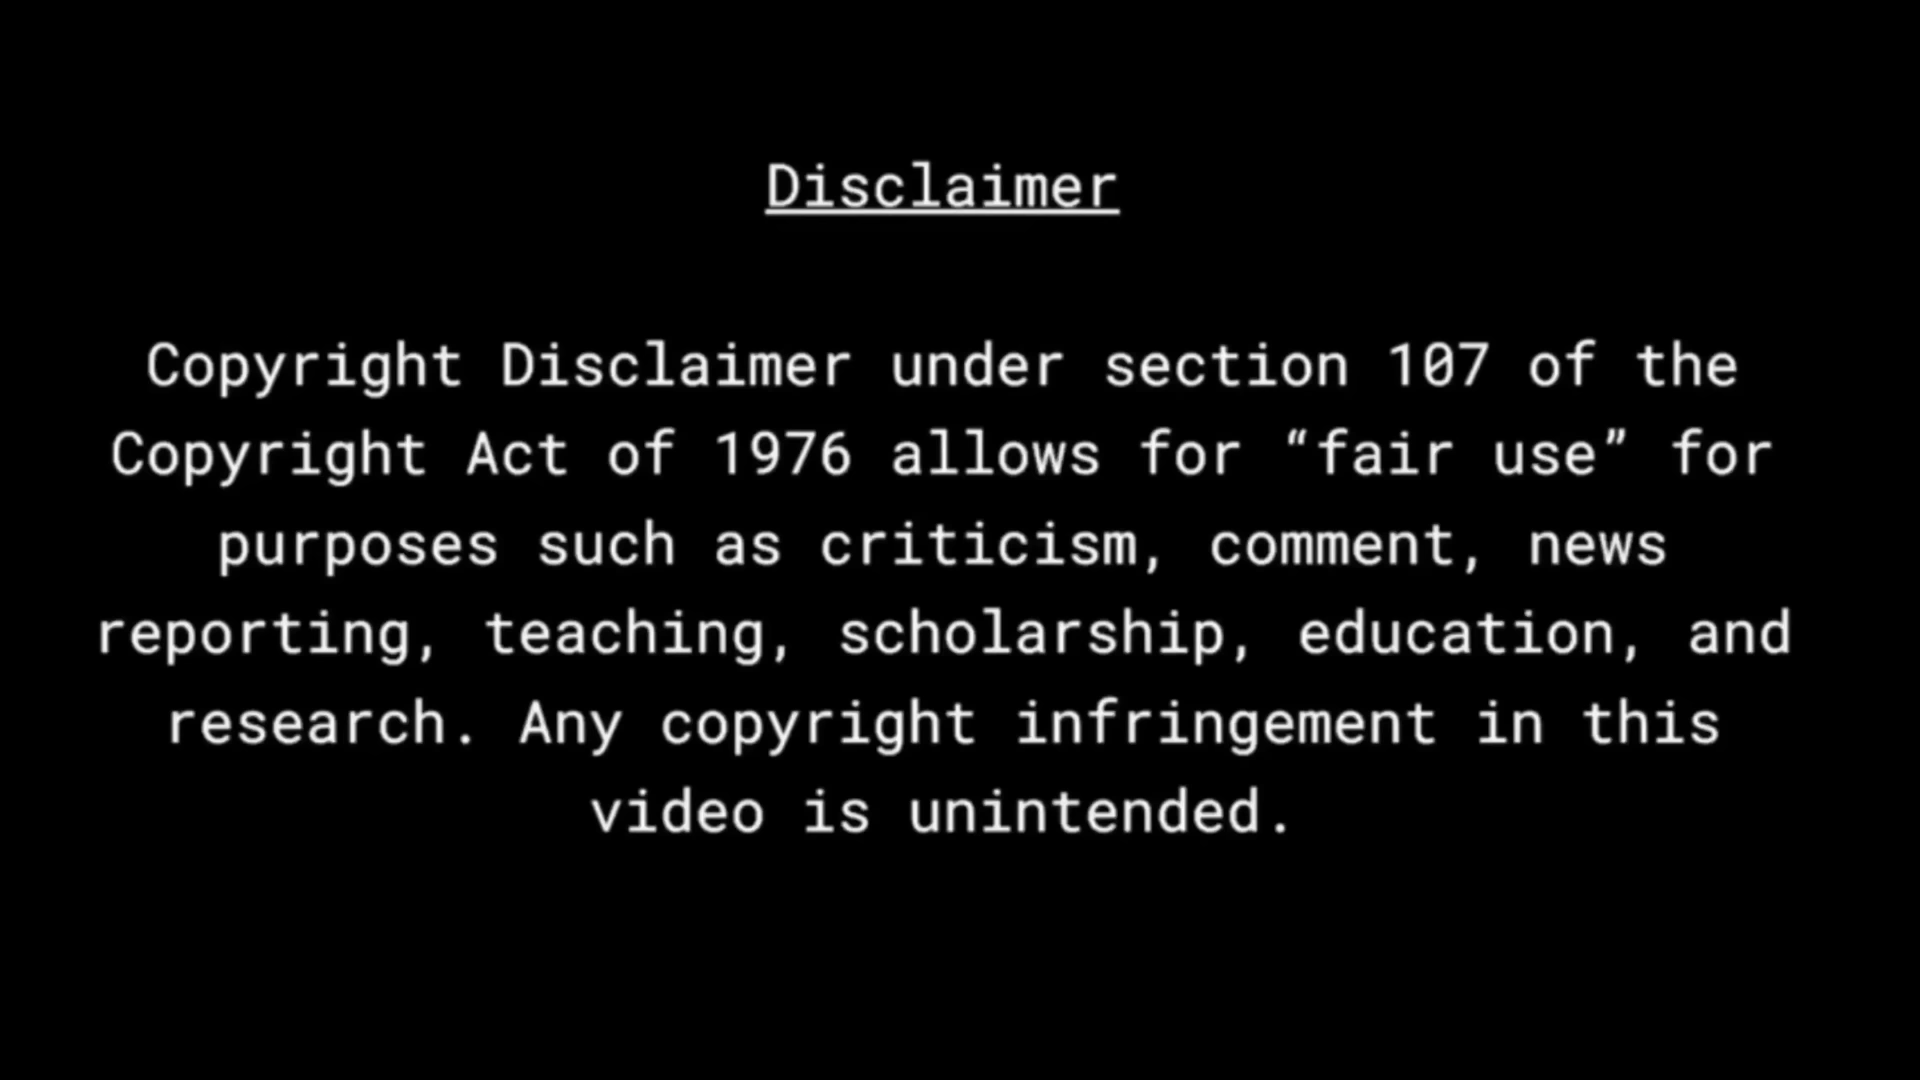 Disclaimer
Copyright Disclaimer under section 107 of the
Copyright Act of 1976 allows for “fair use” for
purposes such as criticism, comment, news
reporting, teaching, scholarship, education, and
research. Any copyright infringement in this
video is unintended.